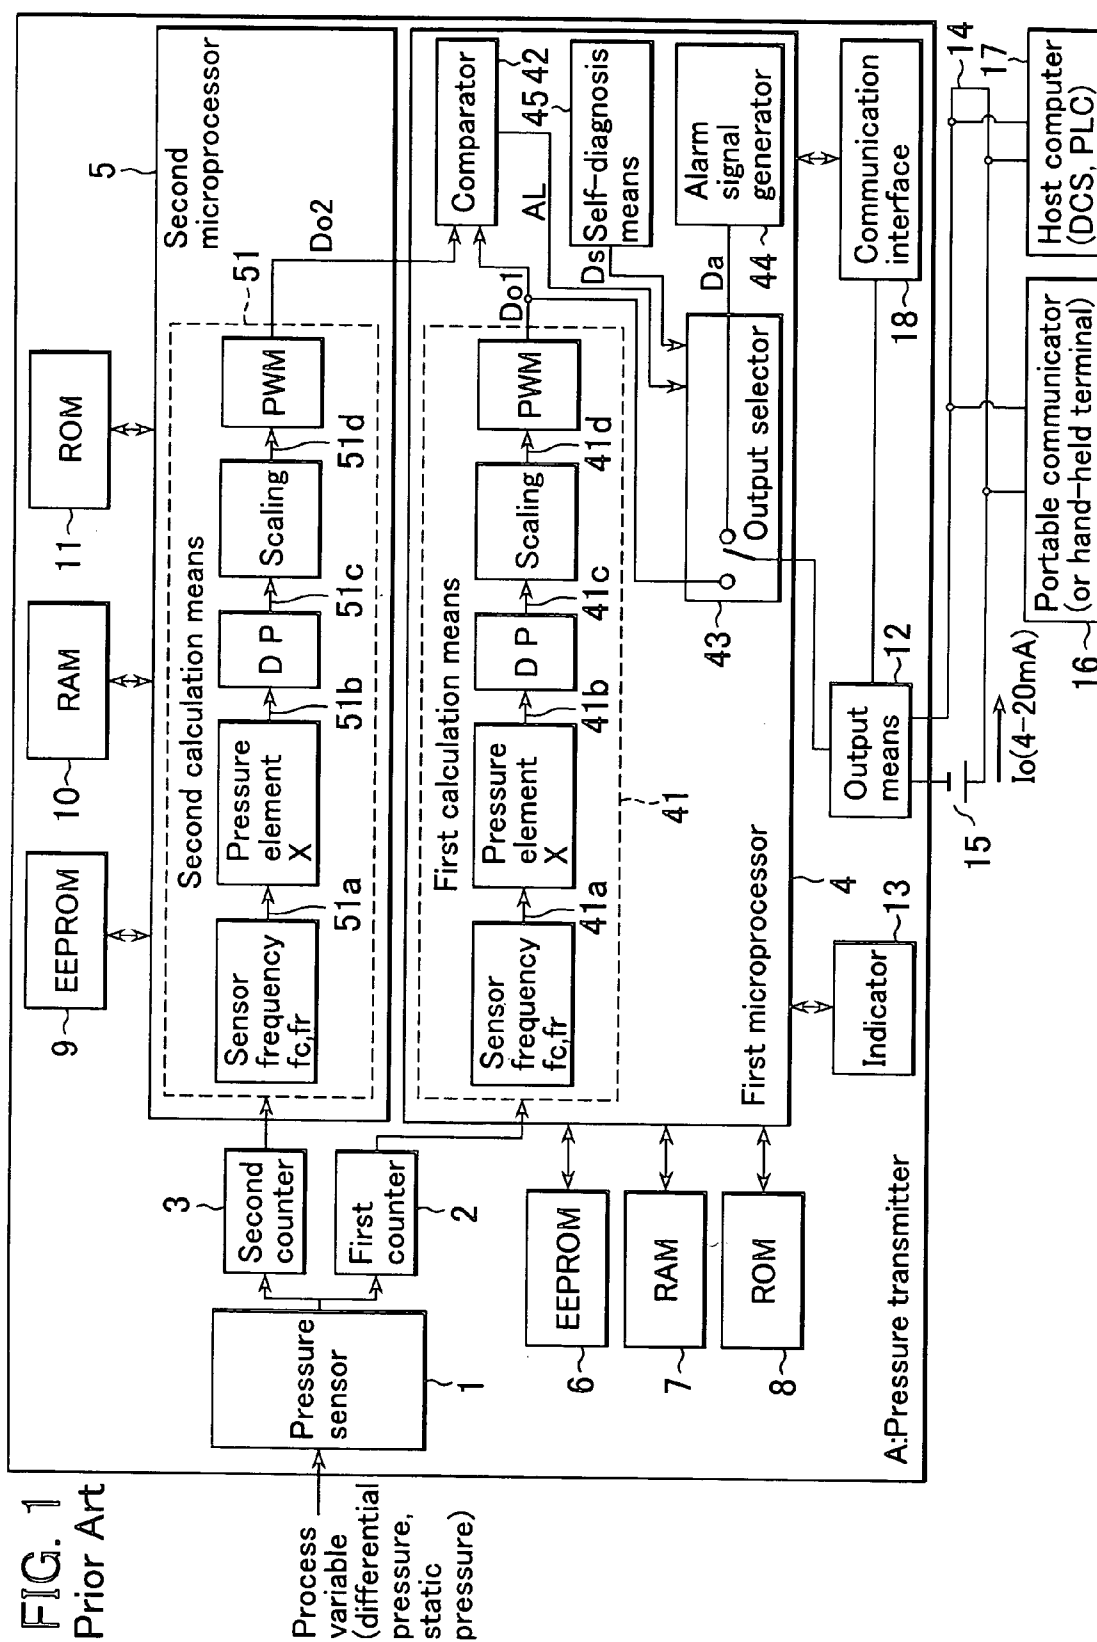 FIG. 1
Prior Art
Process
variable
(differential
pressure,
static
pressure)
Pressure
sensor
1
3
Second
counter
First
counter
2
9
EEPROM
10
RAM
11
ROM
5
Second
microprocessor
Second calculation means
51
Sensor
frequency
fc,fr
51a
Pressure
element
X
51b
D P
51c
Scaling
51d
PWM
Do2
First calculation means
41
Sensor
frequency
fc,fr
41a
Pressure
element
X
41b
D P
41c
Scaling
41d
PWM
Do1
Comparator
42
AL
45
Self-diagnosis
means
Ds
Alarm
signal
generator
44
Da
Output selector
43
First microprocessor
4
EEPROM
6
RAM
7
ROM
8
Indicator
13
Output
means
12
Communication
interface
18
A:Pressure transmitter
15
Io(4-20mA)
14
16
Portable communicator
(or hand-held terminal)
17
Host computer
(DCS, PLC)